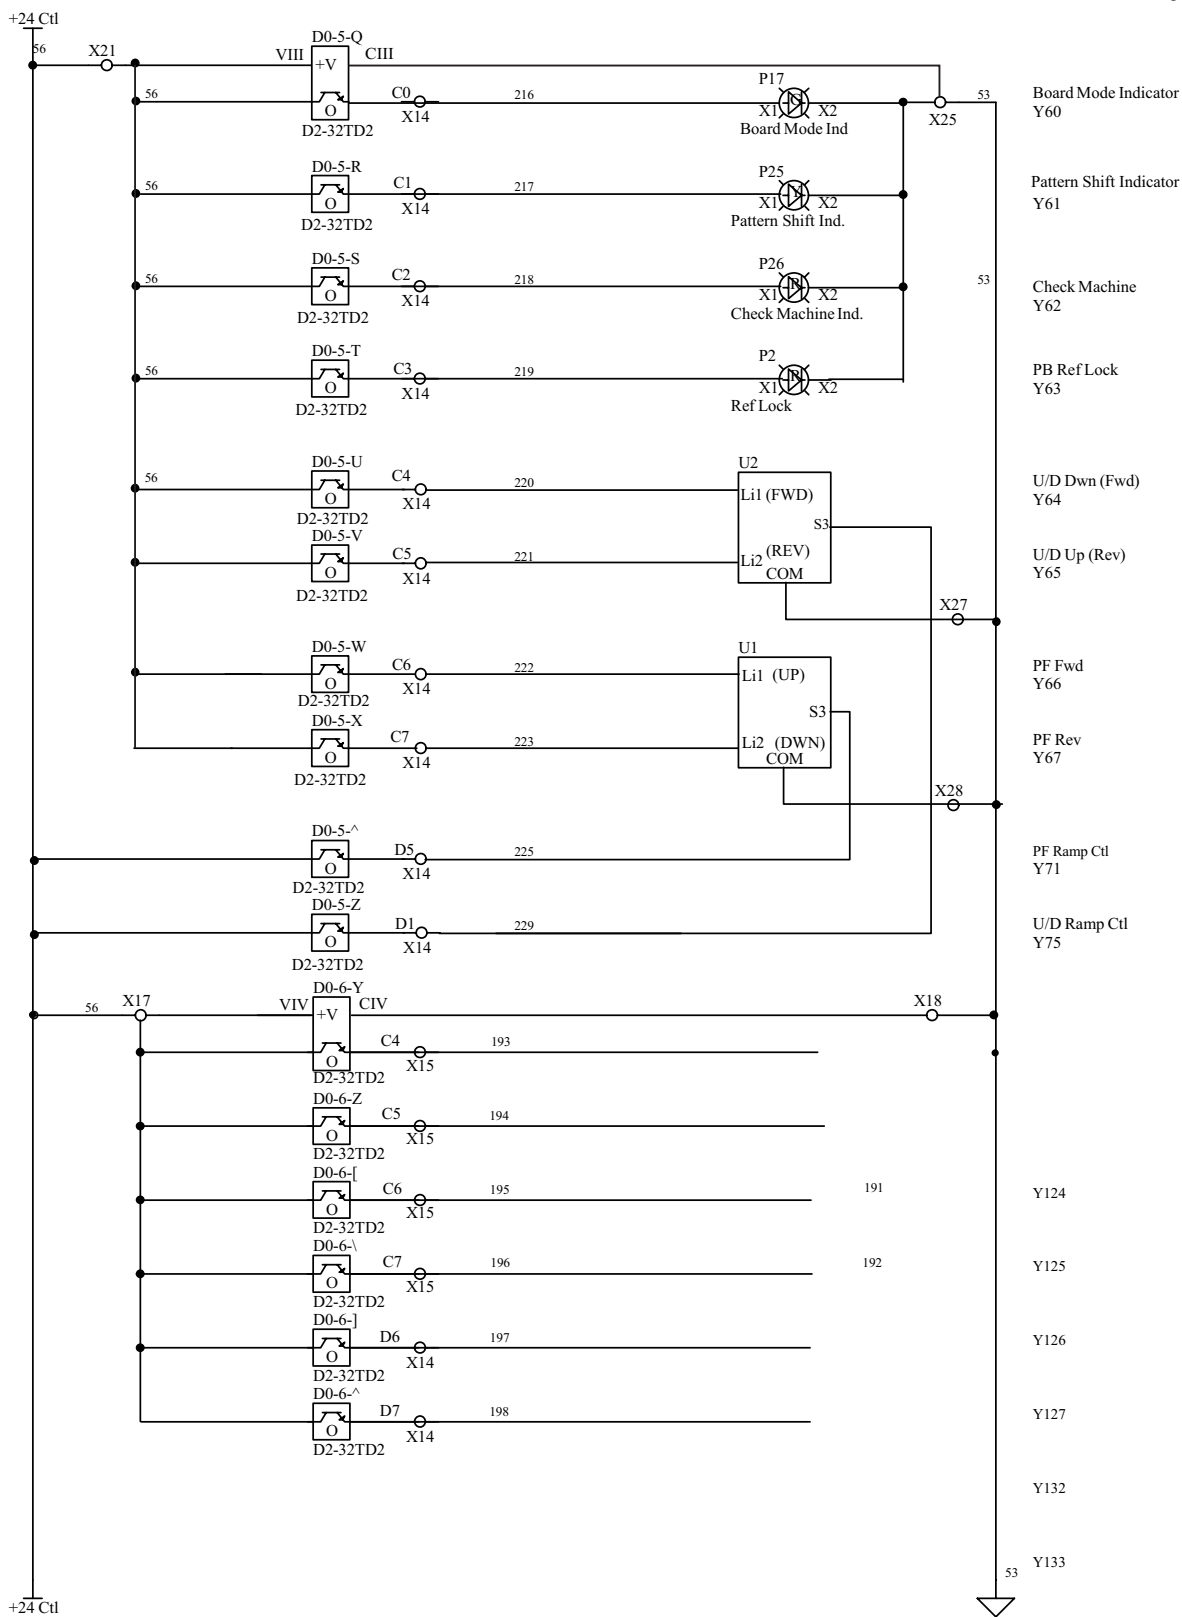 +24 Ctl
56
X21
VIII
D0-5-Q
CIII
+V
56
O
D2-32TD2
C0
X14
216
P17
G
X1
X2
Board Mode Ind
53
X25
Board Mode Indicator
Y60
56
D0-5-R
O
D2-32TD2
C1
X14
217
P25
Y
X1
X2
Pattern Shift Ind.
Pattern Shift Indicator
Y61
56
D0-5-S
O
D2-32TD2
C2
X14
218
P26
R
X1
X2
Check Machine Ind.
53
Check Machine
Y62
56
D0-5-T
O
D2-32TD2
C3
X14
219
P2
R
X1
X2
Ref Lock
PB Ref Lock
Y63
56
D0-5-U
O
D2-32TD2
C4
X14
220
U2
Li1 (FWD)
S3
U/D Dwn (Fwd)
Y64
D0-5-V
O
D2-32TD2
C5
X14
221
Li2 (REV)
COM
U/D Up (Rev)
Y65
X27
D0-5-W
O
D2-32TD2
C6
X14
222
U1
Li1 (UP)
S3
PF Fwd
Y66
D0-5-X
O
D2-32TD2
C7
X14
223
Li2 (DWN)
COM
PF Rev
Y67
X28
D0-5-^
O
D2-32TD2
D5
X14
225
PF Ramp Ctl
Y71
D0-5-Z
O
D2-32TD2
D1
X14
229
U/D Ramp Ctl
Y75
56
X17
VIV
D0-6-Y
CIV
+V
X18
O
D2-32TD2
C4
X15
193
D0-6-Z
O
D2-32TD2
C5
X15
194
D0-6-[
O
D2-32TD2
C6
X15
195
191
Y124
D0-6-\
O
D2-32TD2
C7
X15
196
192
Y125
D0-6-]
O
D2-32TD2
D6
X14
197
Y126
D0-6-^
O
D2-32TD2
D7
X14
198
Y127
Y132
Y133
53
+24 Ctl